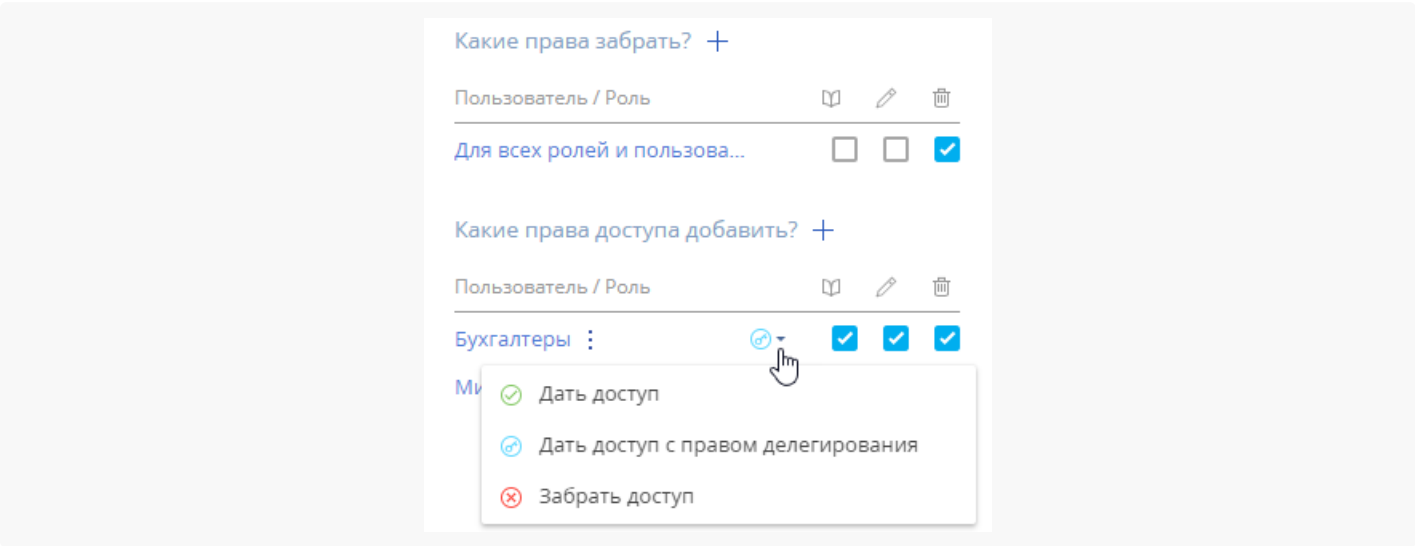 Какие права забрать?
Пользователь / Роль
Для всех ролей и пользова...
Какие права доступа добавить?
Пользователь / Роль
Бухгалтеры
Дать доступ
Дать доступ с правом делегирования
Забрать доступ